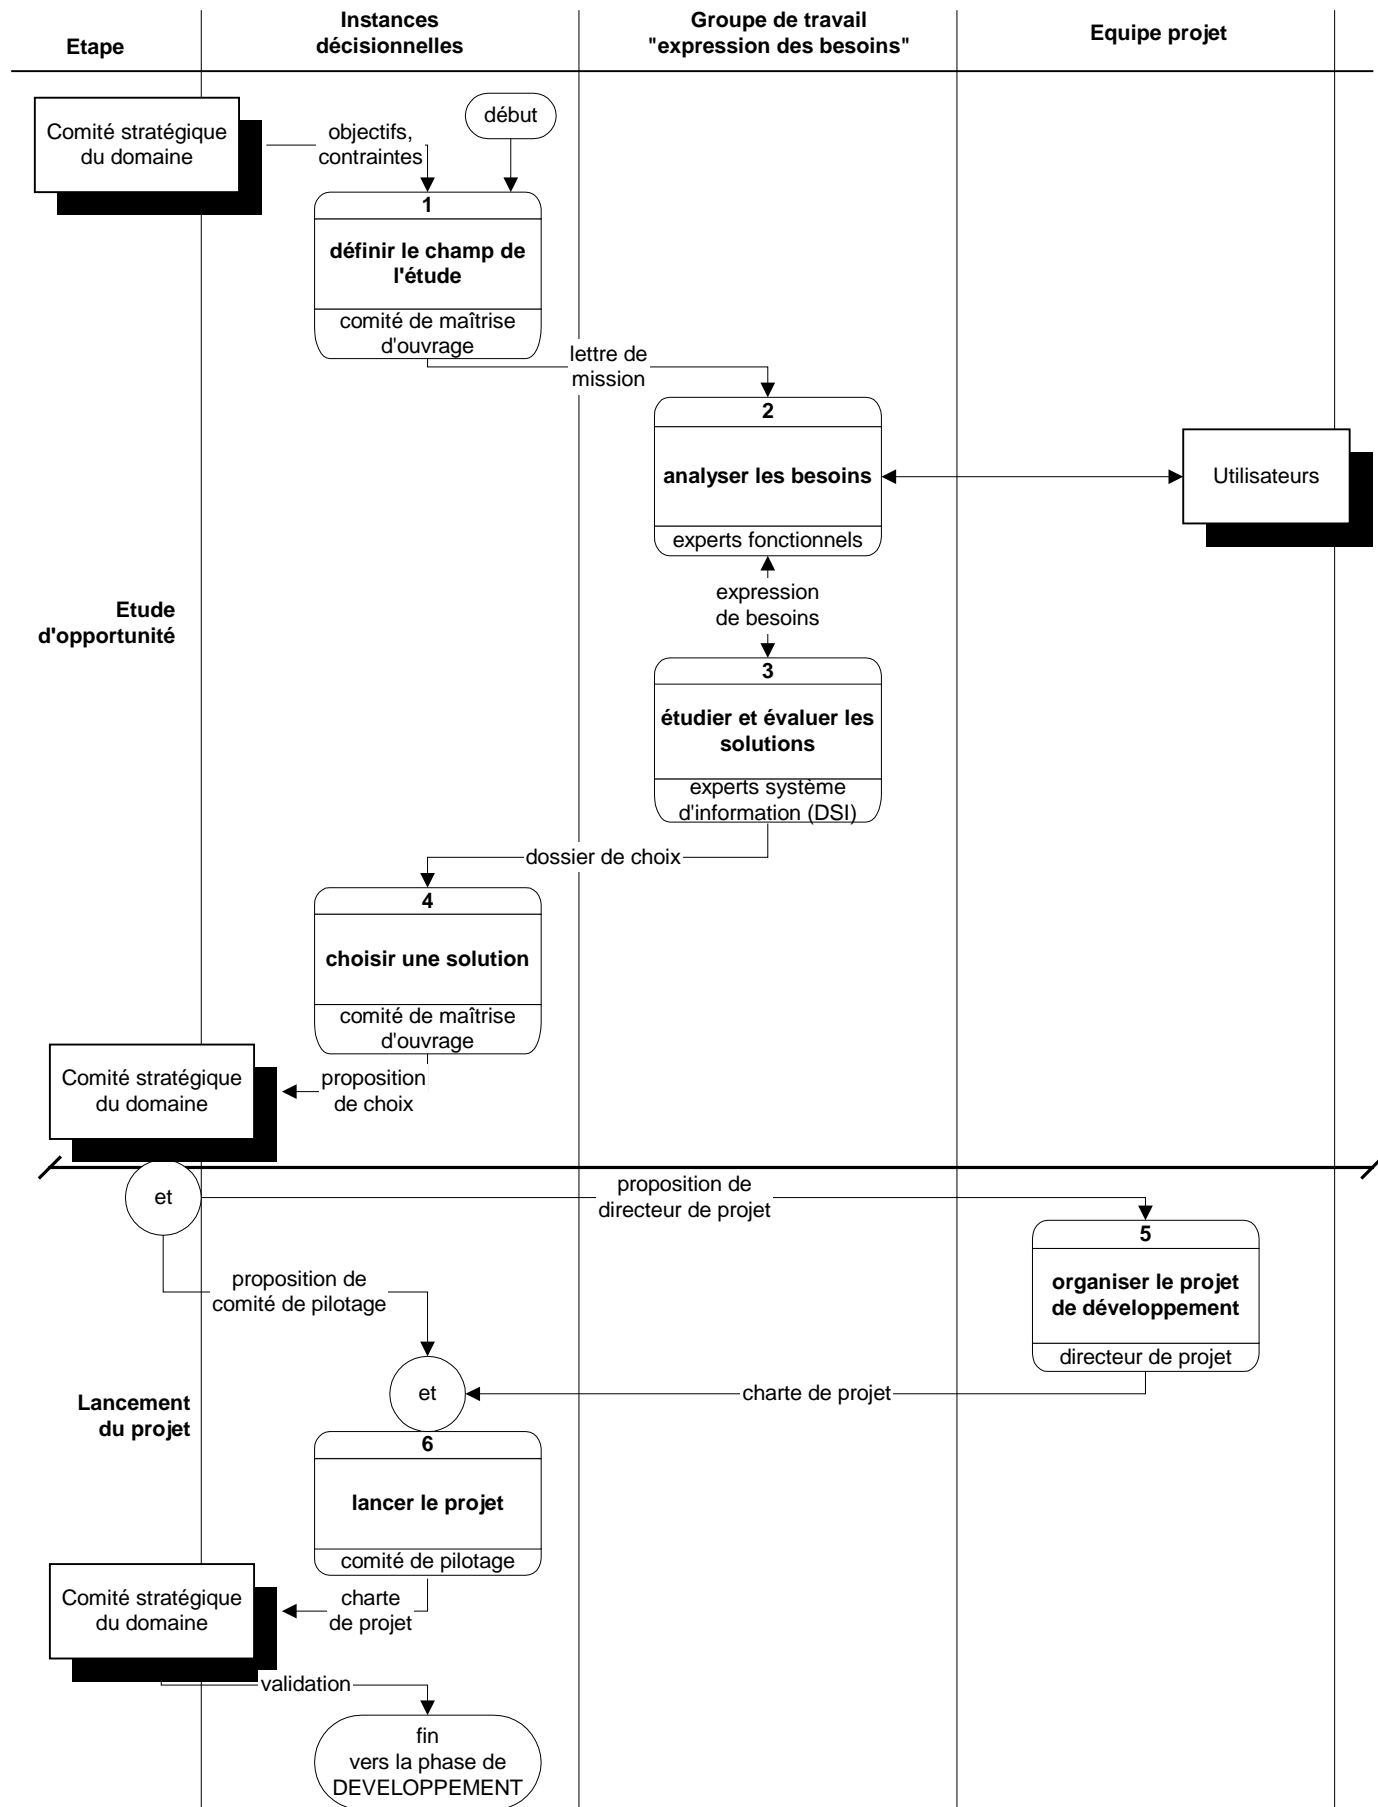 Etape
Instances
décisionnelles
Groupe de travail
"expression des besoins"
Equipe projet
Comité stratégique
du domaine
objectifs,
contraintes
début
1
définir le champ de
l'étude
comité de maîtrise
d'ouvrage
lettre de
mission
2
analyser les besoins
experts fonctionnels
Utilisateurs
expression
de besoins
Etude
d'opportunité
3
étudier et évaluer les
solutions
experts système
d'information (DSI)
dossier de choix
4
choisir une solution
comité de maîtrise
d'ouvrage
Comité stratégique
du domaine
proposition
de choix
et
proposition de
directeur de projet
5
organiser le projet
de développement
directeur de projet
proposition de
comité de pilotage
et
charte de projet
Lancement
du projet
6
lancer le projet
comité de pilotage
Comité stratégique
du domaine
charte
de projet
validation
fin
vers la phase de
DEVELOPPEMENT